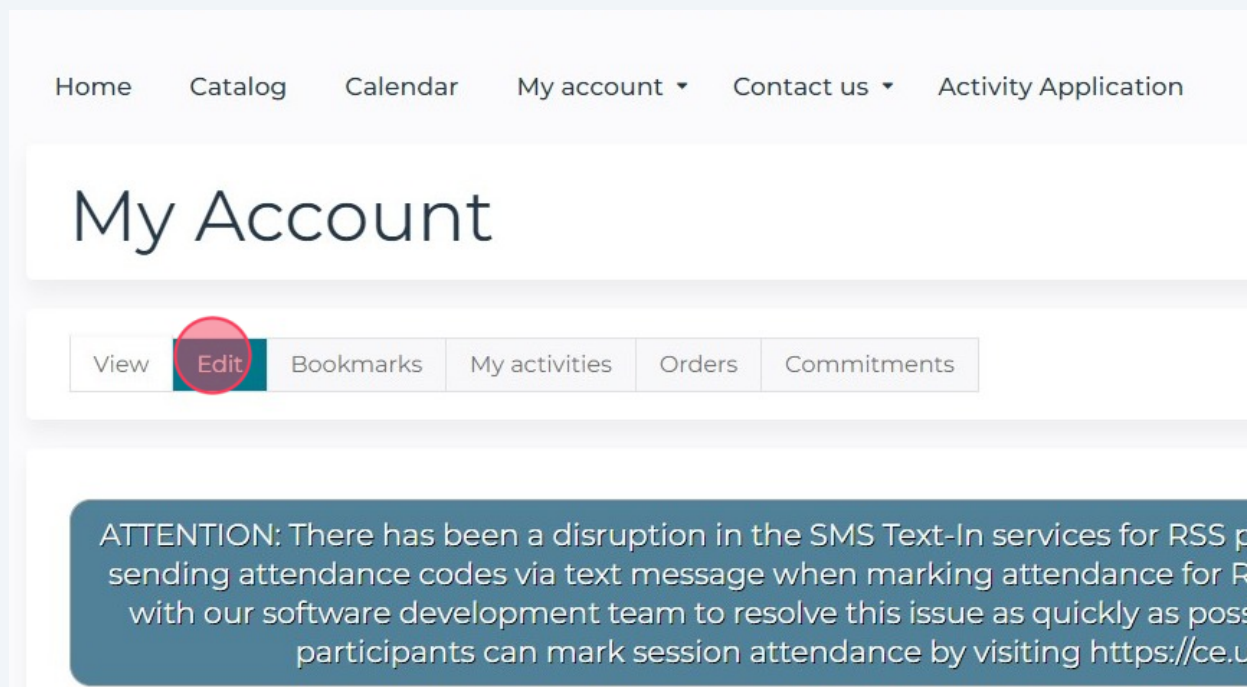 Home Catalog Calendar My account Contact us Activity Application
My Account
View Edit Bookmarks My activities Orders Commitments
ATTENTION: There has been a disruption in the SMS Text-In services for RSS
sending attendance codes via text message when marking attendance for
with our software development team to resolve this issue as quickly as
participants can mark session attendance by visiting https://ce.u